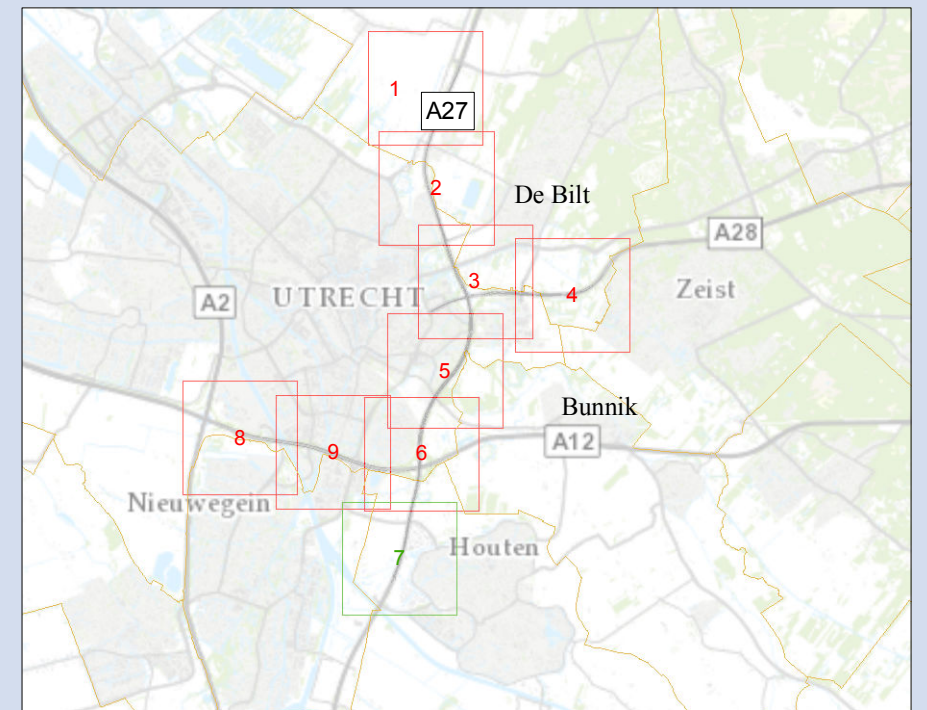 1
A27
2
De Bilt
A28
3
4
Zeist
A2
UTRECHT
5
Bunnik
8
9
6
A12
Nieuwegein
Houten
7